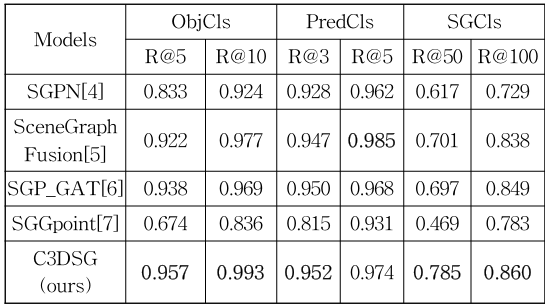 Models ObjCls PredCls SGCls
R@5 R@10 R@3 R@5 R@50 R@100
SGPN[4] 0.833 0.924 0.928 0.962 0.617 0.729
SceneGraph
Fusion[5] 0.922 0.977 0.947 0.985 0.701 0.838
SGP_GAT[6] 0.938 0.969 0.950 0.968 0.697 0.849
SGGpoint[7] 0.674 0.836 0.815 0.931 0.469 0.783
C3DSG
(ours) 0.957 0.993 0.952 0.974 0.785 0.860